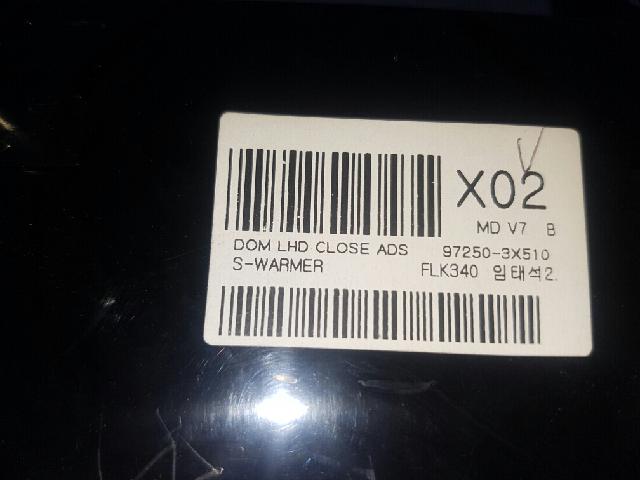 X02
MD V7 B
DOM LHD CLOSE ADS 97250-3X510
S-WARMER FLK340 임태석2.